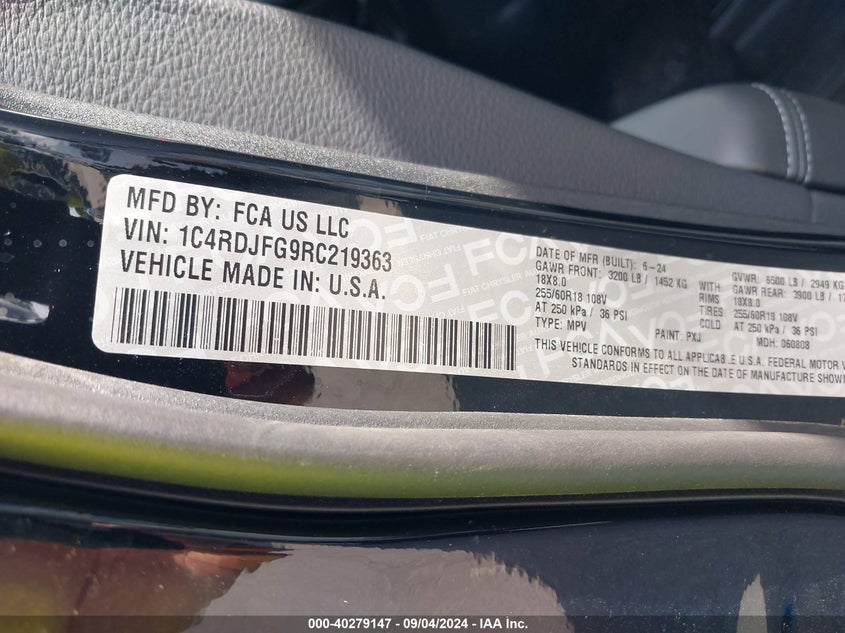 MFD BY: FCA US LLC
VIN: 1C4RDJFG9RC219363
VEHICLE MADE IN: U.S.A.
DATE OF MFR (BUILT): 6-24
GAWR FRONT: 3200 LB / 1452 KG
18X8.0
255/60R18 108V
AT 250 kPa / 36 PSI
TYPE: MPV
PAINT: PXJ
WITH
RIMS
TIRES
COLD
GVWR: 6500 LB / 2949 KG
GAWR REAR: 3900 LB / 17
18X8.0
255/60R18 108V
AT 250 kPa / 36 PSI
MDH: 060808
THIS VEHICLE CONFORMS TO ALL APPLICABLE U.S.A. FEDERAL MOTOR V
STANDARDS IN EFFECT ON THE DATE OF MANUFACTURE SHOW
000-40279147 - 09/04/2024 - IAA Inc.